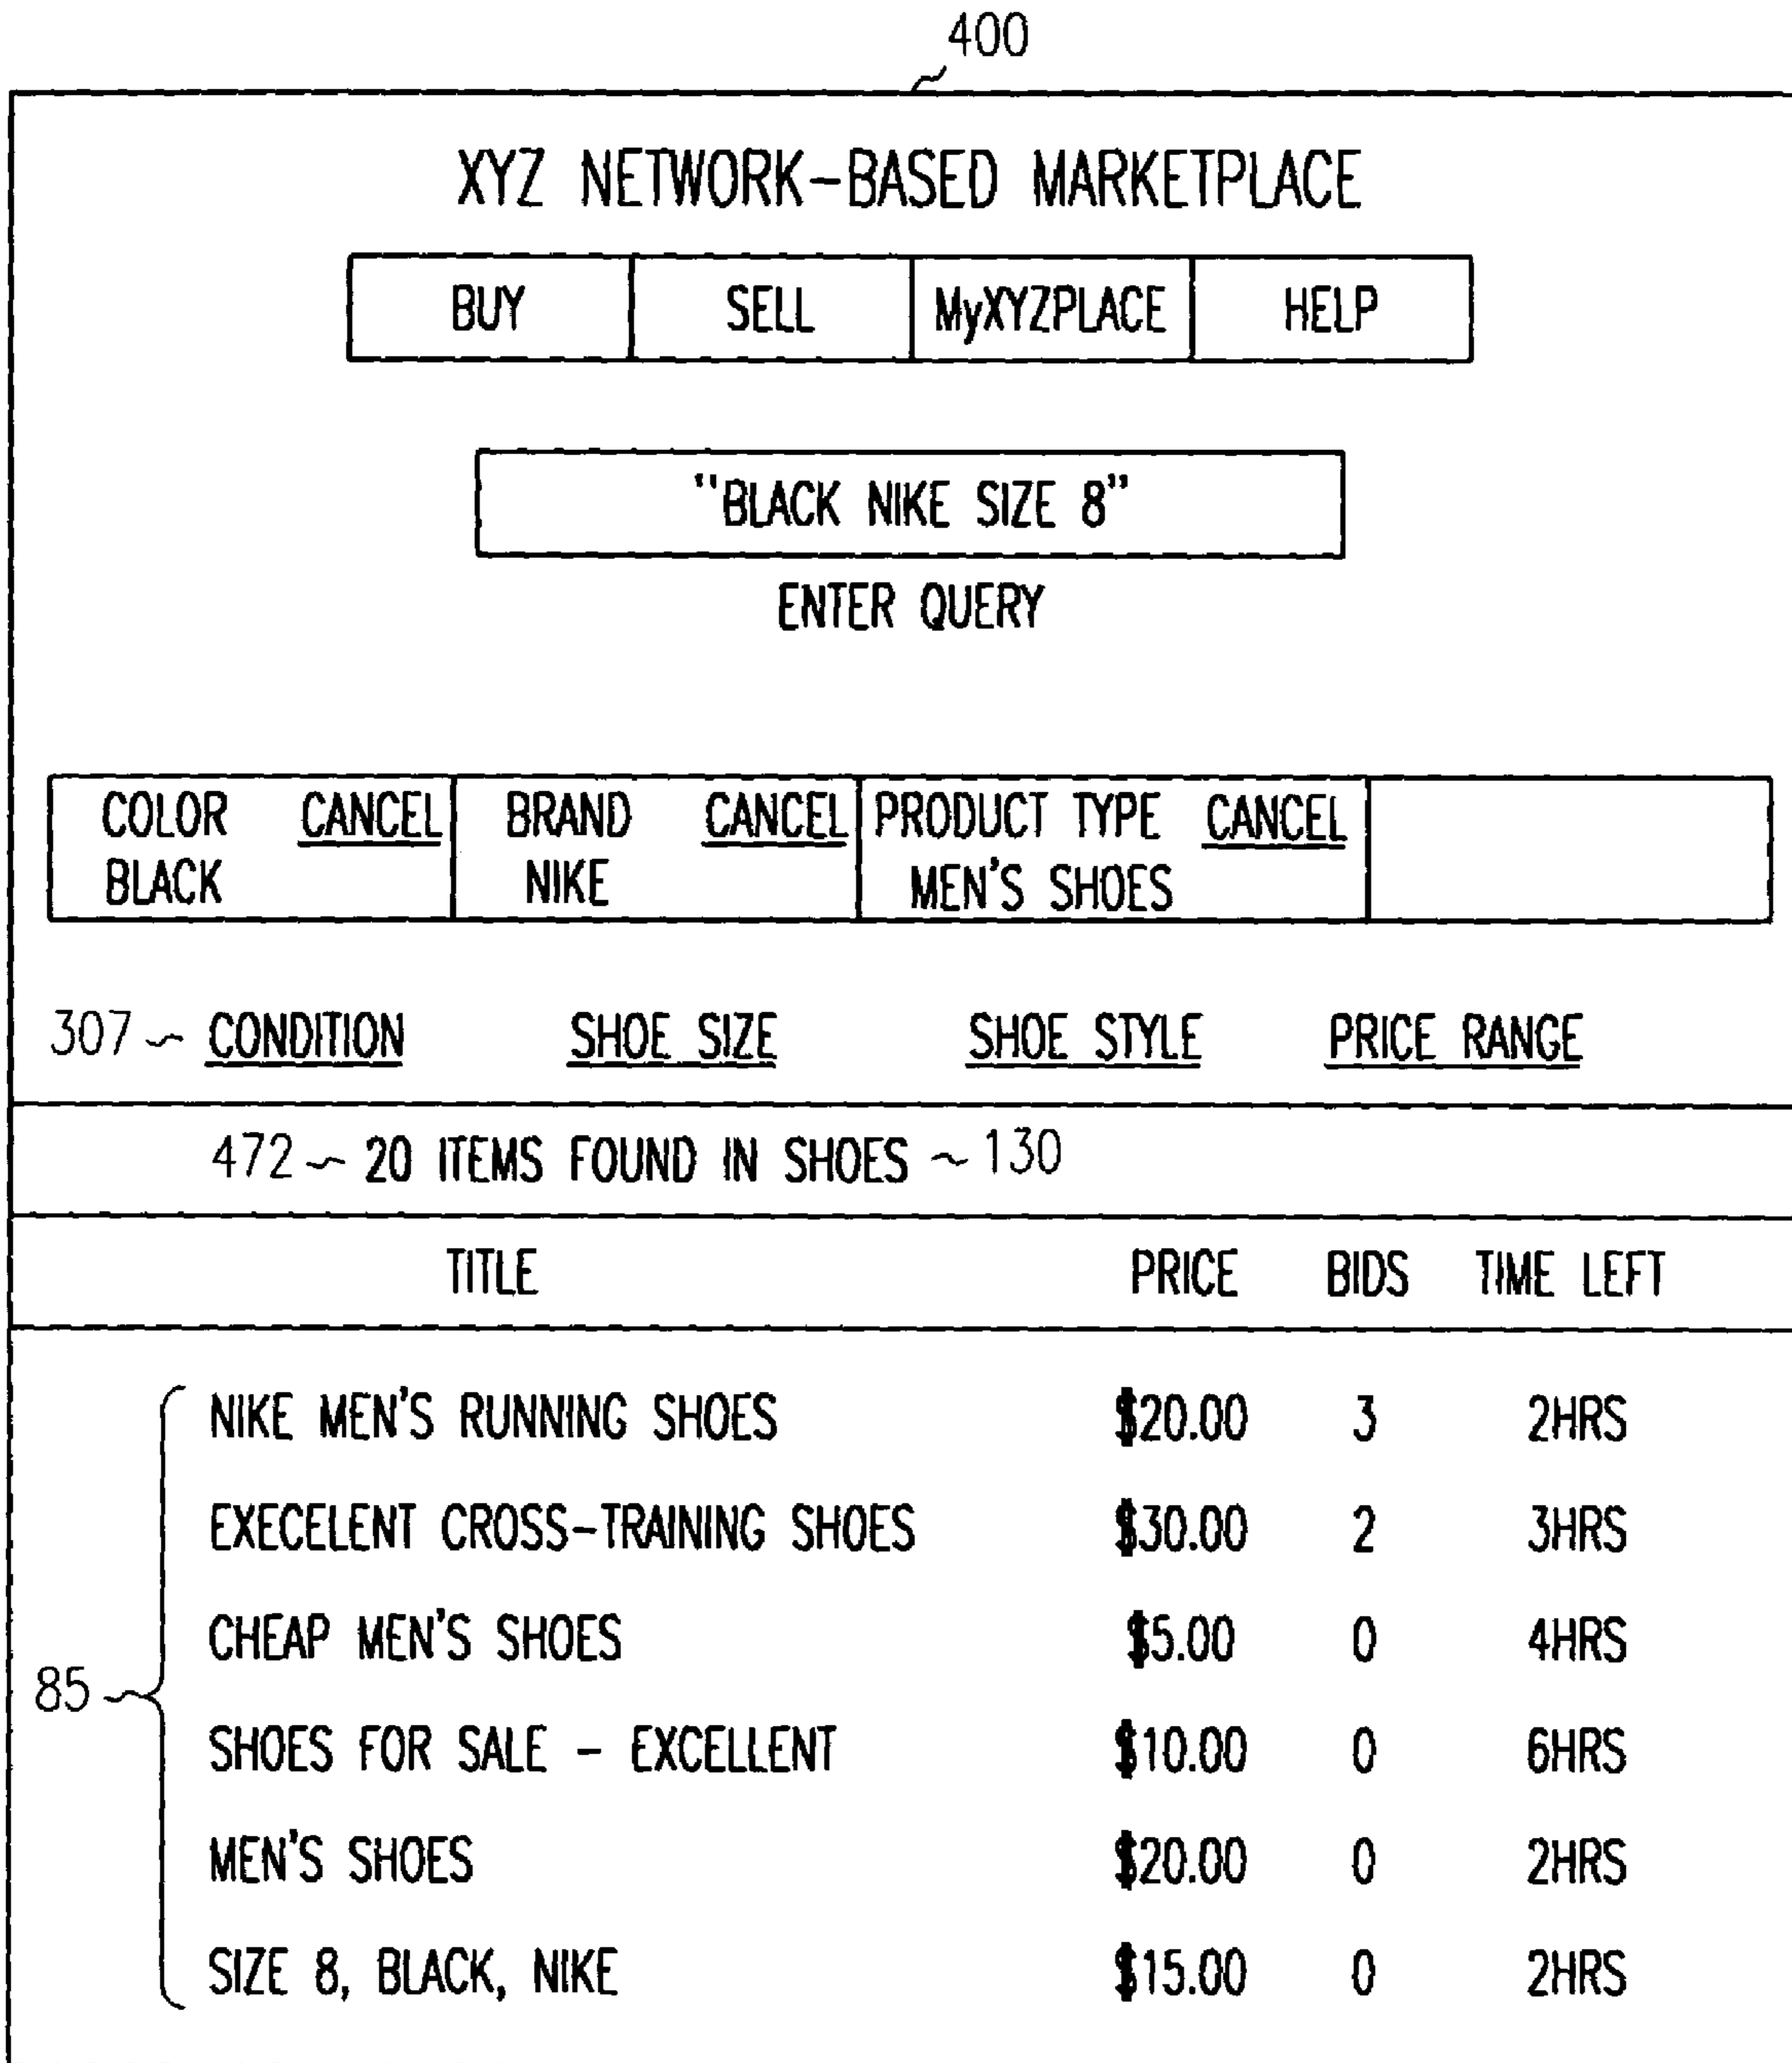 400
XYZ NETWORK-BASED MARKETPLACE
BUY SELL MyXYZPLACE HELP
"BLACK NIKE SIZE 8"
ENTER QUERY
COLOR CANCEL BRAND CANCEL PRODUCT TYPE CANCEL
BLACK NIKE MEN'S SHOES
307 CONDITION SHOE SIZE SHOE STYLE PRICE RANGE
472 20 ITEMS FOUND IN SHOES 130
TITLE PRICE BIDS TIME LEFT
NIKE MEN'S RUNNING SHOES $20.00 3 2HRS
EXECELENT CROSS-TRAINING SHOES $30.00 2 3HRS
CHEAP MEN'S SHOES $5.00 0 4HRS
85
SHOES FOR SALE - EXCELLENT $10.00 0 6HRS
MEN'S SHOES $20.00 0 2HRS
SIZE 8, BLACK, NIKE $15.00 0 2HRS